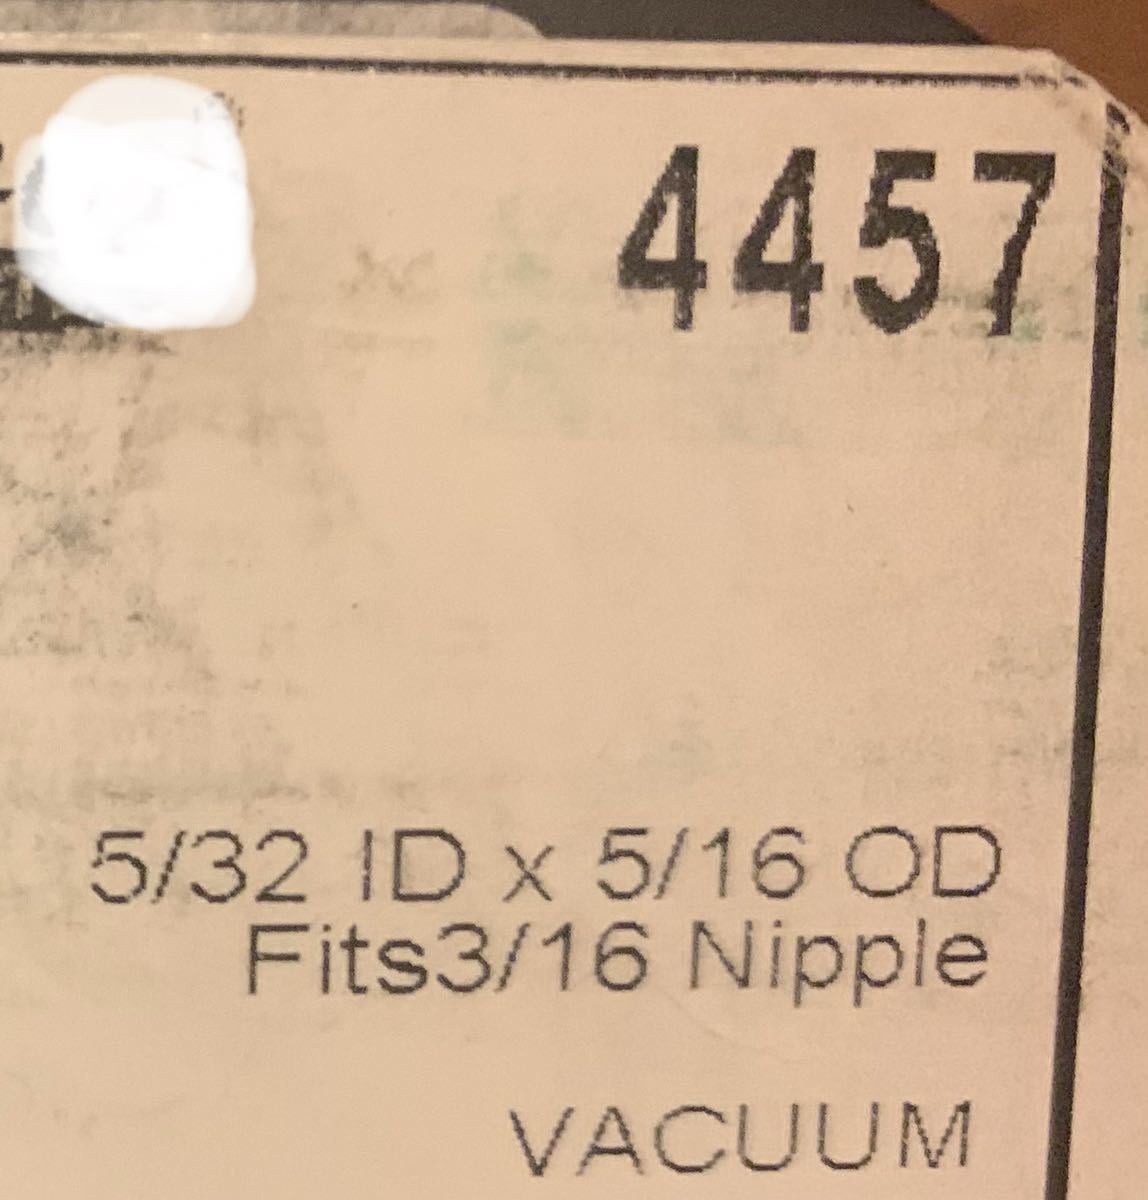 4457
5/32 ID x 5/16 OD
Fits3/16 Nipple
VACUUM